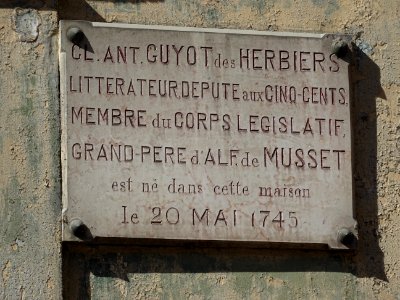 CL. ANT. GUYOT des HERBIERS
LITTERATEUR. DEPUTE aux CINQ-CENTS.
MEMBRE du CORPS LEGISLATIF.
GRAND-PERE d'ALF. de MUSSET
est né dans cette maison
le 20 MAI 1745